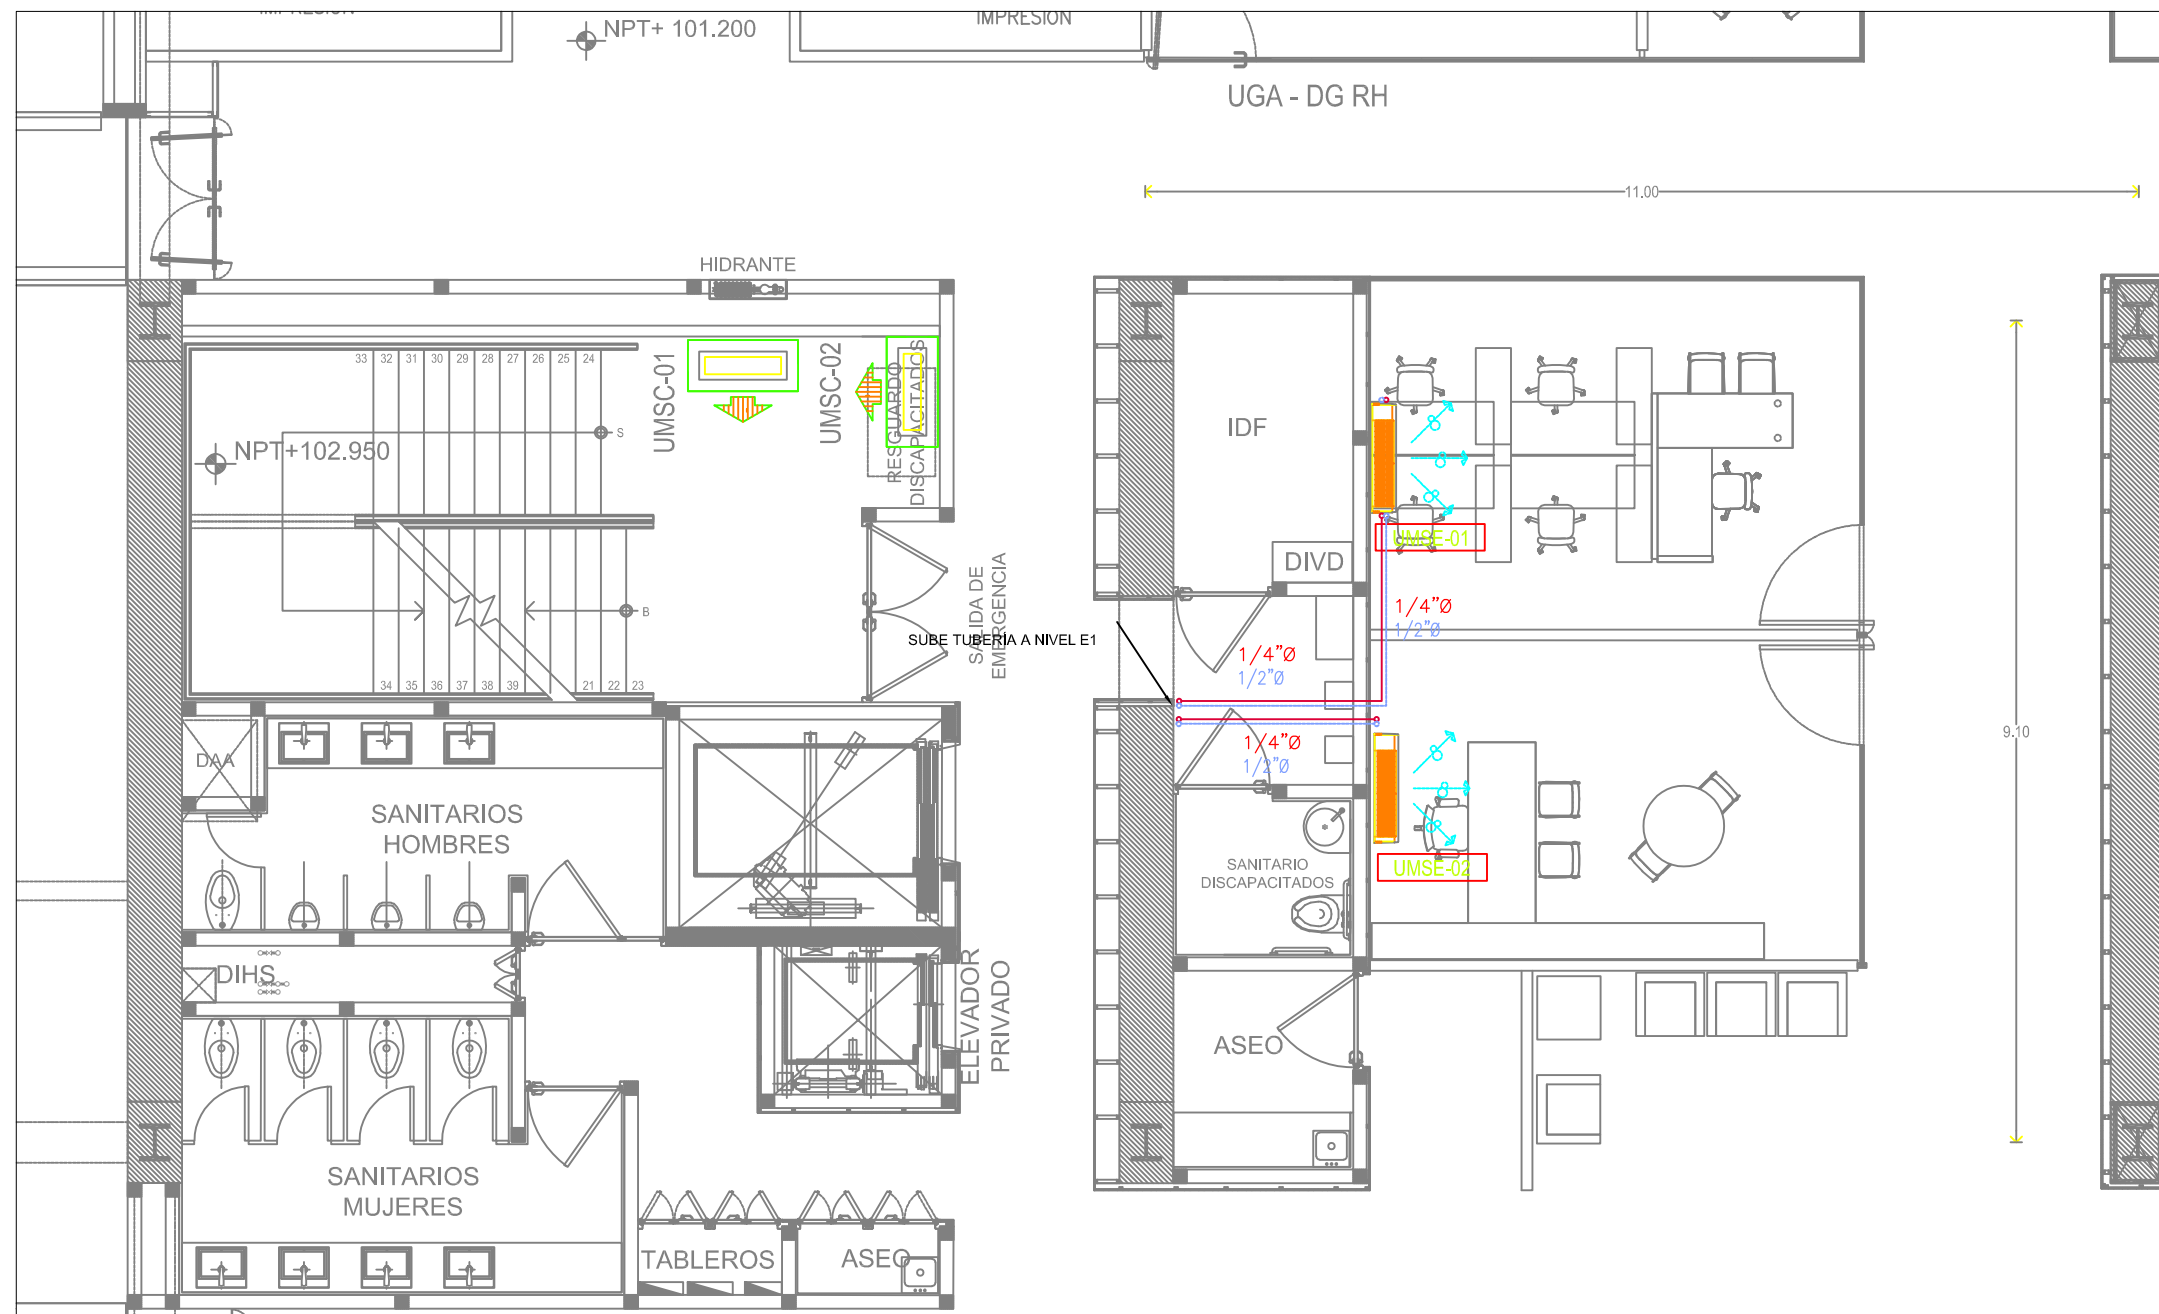 IMPRESION
NPT+ 101.200
IMPRESION
UGA - DG RH
11.00
HIDRANTE
33 32 31 30 29 28 27 26 25 24
UMSC-01
UMSC-02
RESGUARDO
DISCAPACITADOS
S
NPT+102.950
IDF
UMSE-01
DIVD
SALIDA DE
EMERGENCIA
B
1/4"Ø
1/2"Ø
SUBE TUBERÍA A NIVEL E1
1/4"Ø
1/2"Ø
34 35 36 37 38 39 21 22 23
1/4"Ø
1/2"Ø
9.10
DAA
SANITARIOS
HOMBRES
SANITARIO
DISCAPACITADOS
UMSE-02
DIHS
ELEVADOR
PRIVADO
ASEO
SANITARIOS
MUJERES
TABLEROS
ASEO